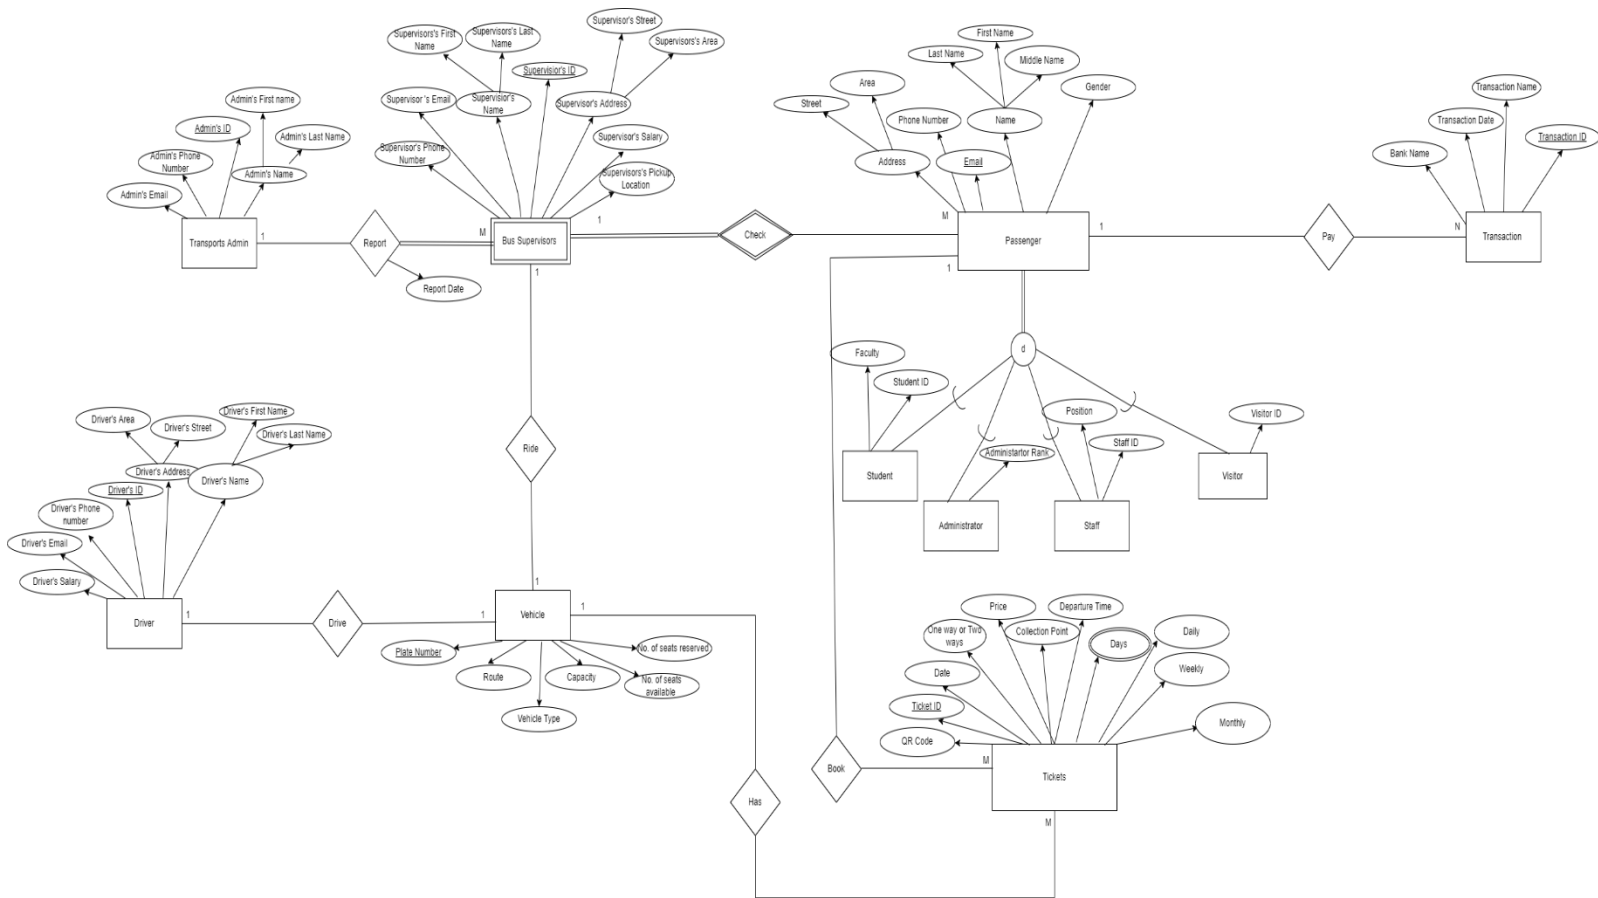 First Name
Supervisor's Street
Supervisors's First
Name
Supervisors's Last
Name
Supervisors's Area
Last Name
Middle Name
Supervisior's ID
Area
Gender
Transaction Name
Admin's First name
Supervisor 's Email
Supervisor's
Name
Supervisor's Address
Street
Phone Number
Name
Transaction Date
Transaction ID
Admin's ID
Admin's Last Name
Supervisor's Phone
Number
Supervisor's Salary
Bank Name
Admin's Phone
Number
Admin's Name
Supervisors's Pickup
Location
Address
Email
Admin's Email
Transports Admin
1
Report
M
Bus Supervisors
1
Check
M
Passenger
1
Pay
N
Transaction
Report Date
1
1
d
Faculty
Student ID
Position
Visitor ID
Driver's Area
Driver's Street
Driver's First Name
Driver's Last Name
Ride
Administartor Rank
Staff ID
Driver's Address
Driver's Name
Student
Visitor
Driver's ID
Driver's Phone
number
Administrator
Staff
Driver's Email
Driver's Salary
1
Driver
1
Drive
1
Vehicle
1
Plate Number
Route
Vehicle Type
Capacity
No. of seats
available
No. of seats reserved
Price
Departure Time
One way or Two
ways
Collection Point
Days
Daily
Weekly
Date
Ticket ID
QR Code
Monthly
Book
M
Tickets
Has
M